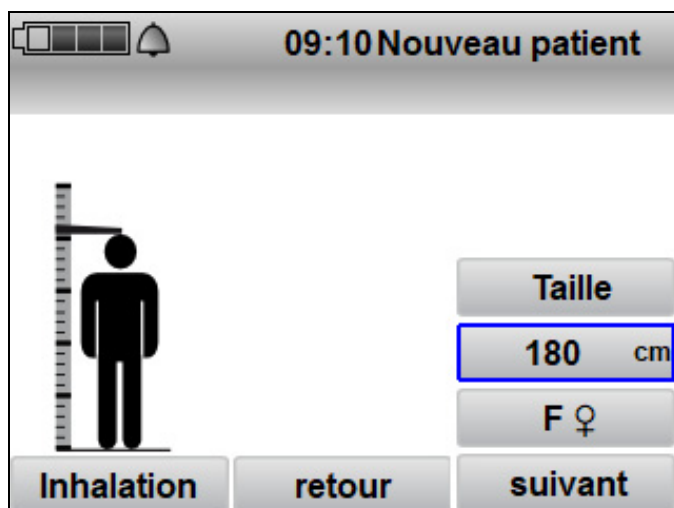 09:10 Nouveau patient
Taille
180 cm
F ♀
Inhalation retour suivant